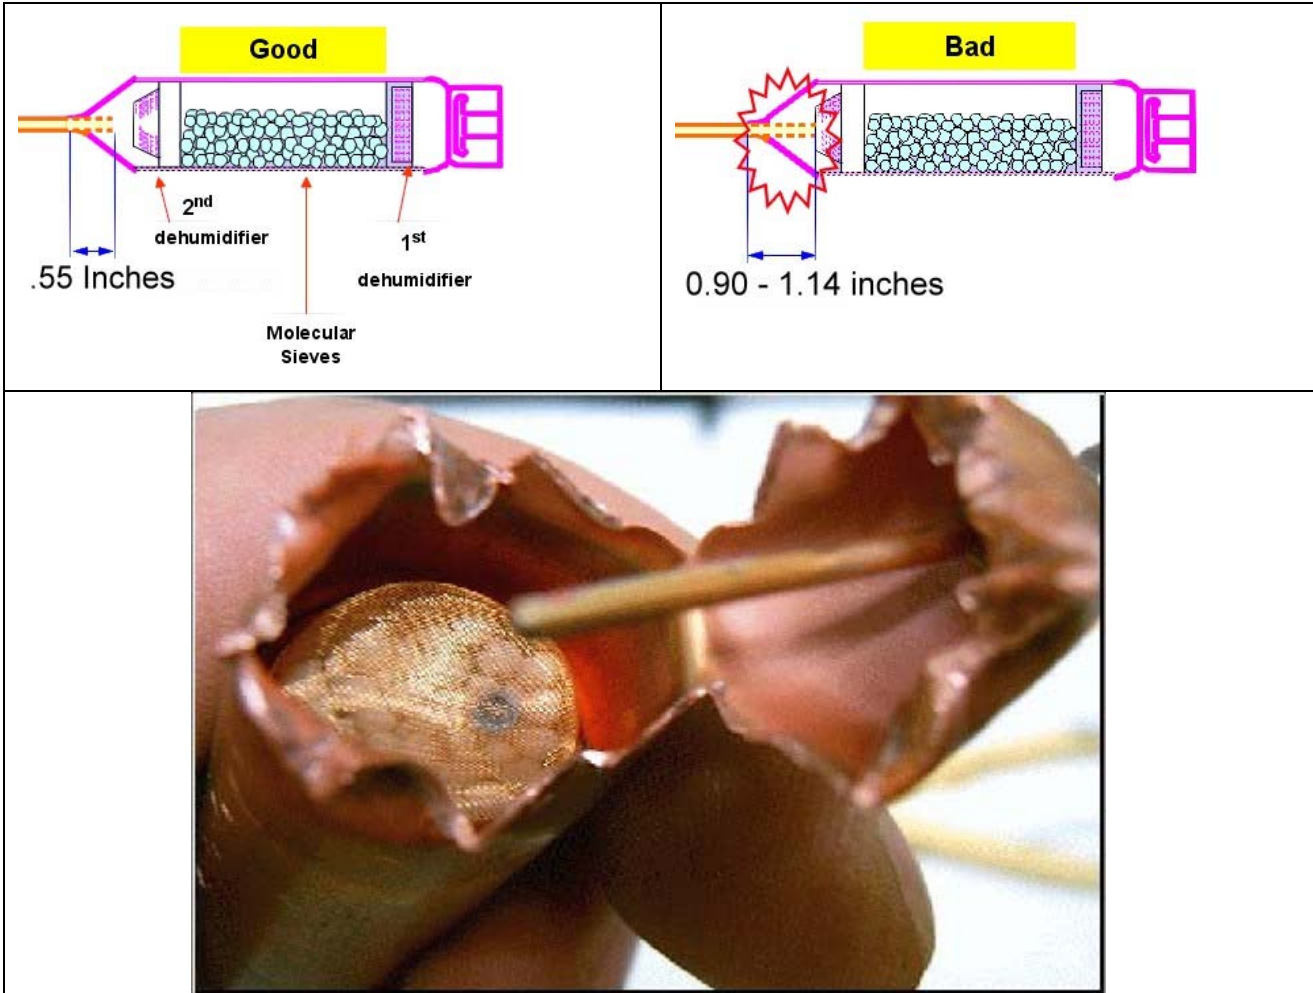 Good
2nd
dehumidifier
1st
dehumidifier
.55 Inches
Molecular
Sieves
Bad
0.90 - 1.14 inches